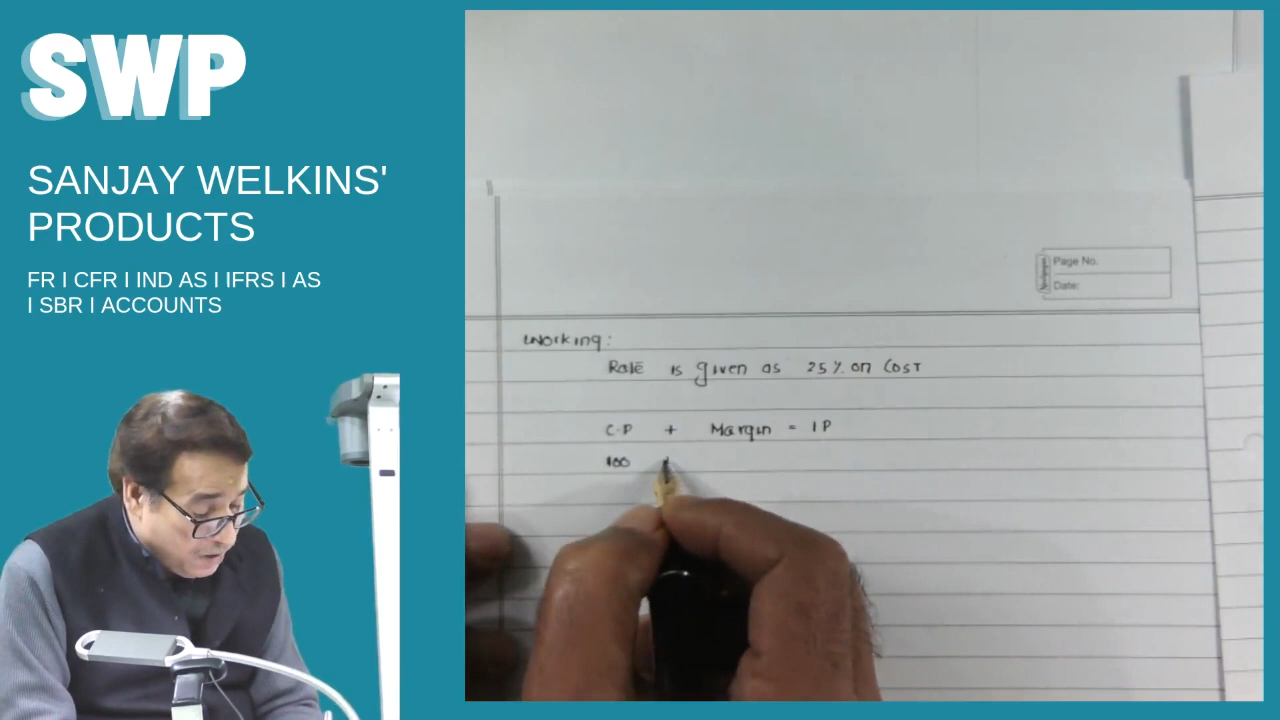 SWP
SANJAY WELKINS'
PRODUCTS
FR I CFR I IND AS I IFRS I AS
I SBR I ACCOUNTS
Page No.
Date:
Working:
Rate is given as 25% on Cost
C.P + Margin = IP
100